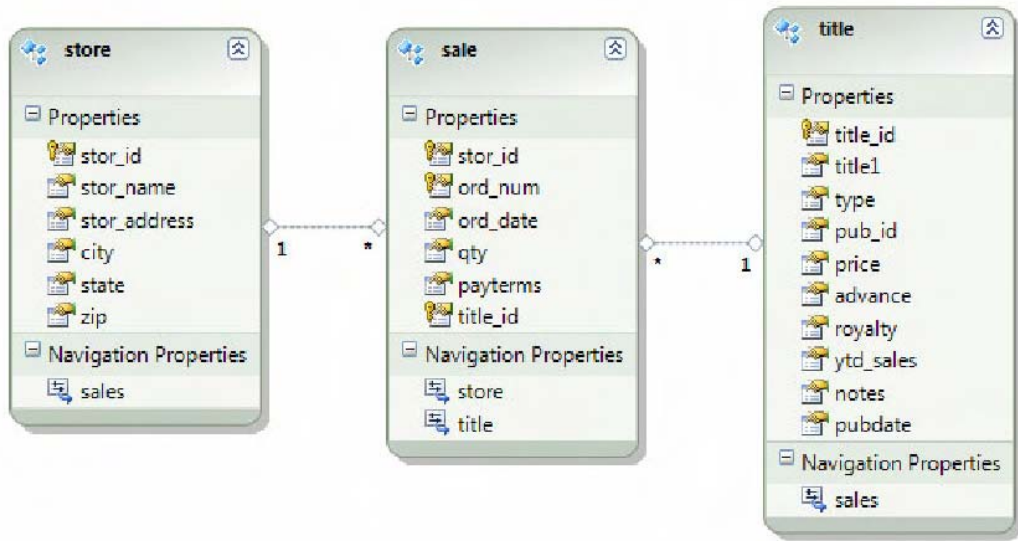 store
Properties
stor_id
stor_name
stor_address
city
state
zip
Navigation Properties
sales
1
*
sale
Properties
stor_id
ord_num
ord_date
qty
payterms
title_id
Navigation Properties
store
title
*
1
title
Properties
title_id
title1
type
pub_id
price
advance
royalty
ytd_sales
notes
pubdate
Navigation Properties
sales